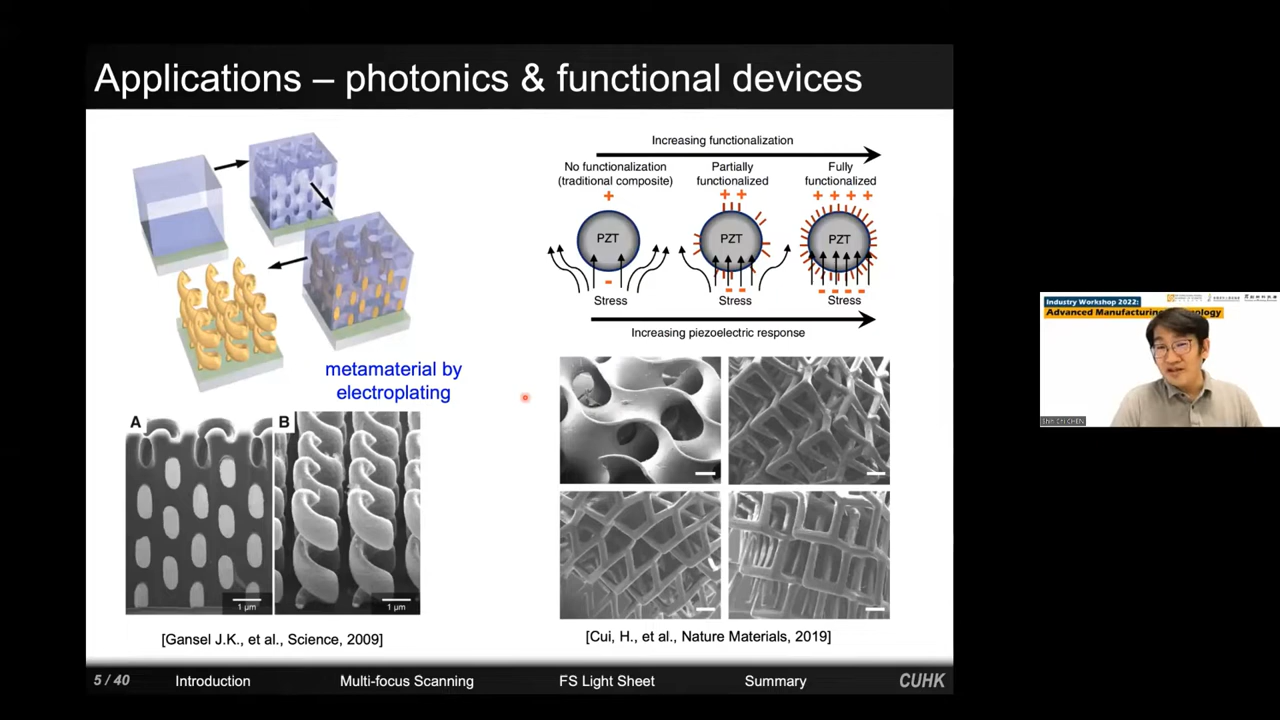 Applications – photonics & functional devices
metamaterial by
electroplating
A
B
1 µm
1 µm
[Gansel J.K., et al., Science, 2009]
Increasing functionalization
No functionalization
(traditional composite)
Partially
functionalized
Fully
functionalized
+
+ +
+ + + +
PZT
PZT
PZT
-
- -
- - - -
Stress
Stress
Stress
Increasing piezoelectric response
[Cui, H., et al., Nature Materials, 2019]
5 / 40
Introduction
Multi-focus Scanning
FS Light Sheet
Summary
CUHK
Industry Workshop 2022:
Advanced Manufacturing
Shih Chi CHEN